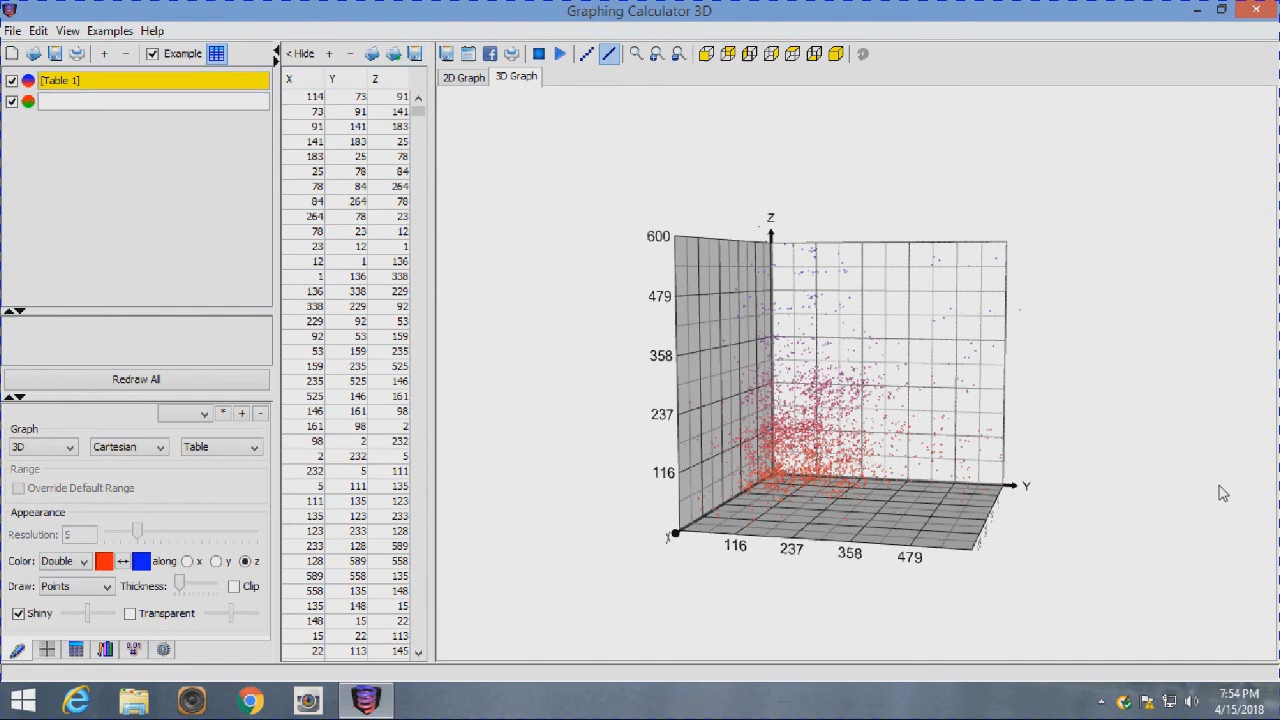 Graphing Calculator 3D
File Edit View Examples Help
Example
< Hide
[Table 1]
X Y Z
114 73 91
73 91 141
91 141 183
141 183 25
183 25 78
25 78 84
78 84 264
84 264 78
264 78 23
78 23 12
23 12 1
12 1 136
1 136 338
136 338 229
338 229 92
229 92 53
92 53 159
53 159 235
159 235 525
235 525 146
525 146 161
146 161 98
161 98 2
98 2 232
2 232 5
232 5 111
5 111 135
111 135 123
135 123 233
123 233 128
233 128 589
128 589 558
589 558 135
558 135 148
135 148 15
148 15 22
15 22 113
22 113 145
Redraw All
* + -
Graph
3D Cartesian Table
Range
Override Default Range
Appearance
Resolution: 5
Color: Double along x y z
Draw: Points Thickness: Clip
Shiny Transparent
2D Graph 3D Graph
Z
600
479
358
237
116
Y
X
116 237 358 479
7:54 PM
4/15/2018